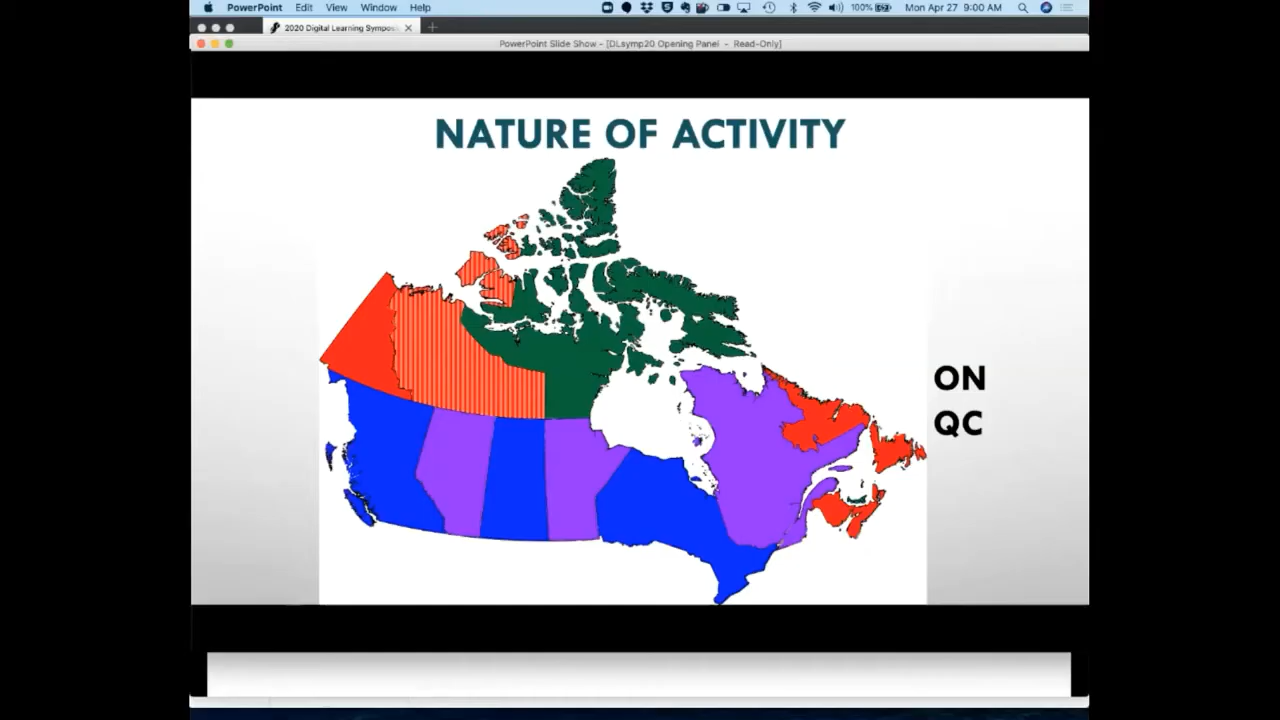 PowerPoint Edit View Window Help 100% Mon Apr 27 9:00 AM
2020 Digital Learning Sympos
PowerPoint Slide Show - [DLsymp20 Opening Panel - Read-Only]
NATURE OF ACTIVITY
ON
QC